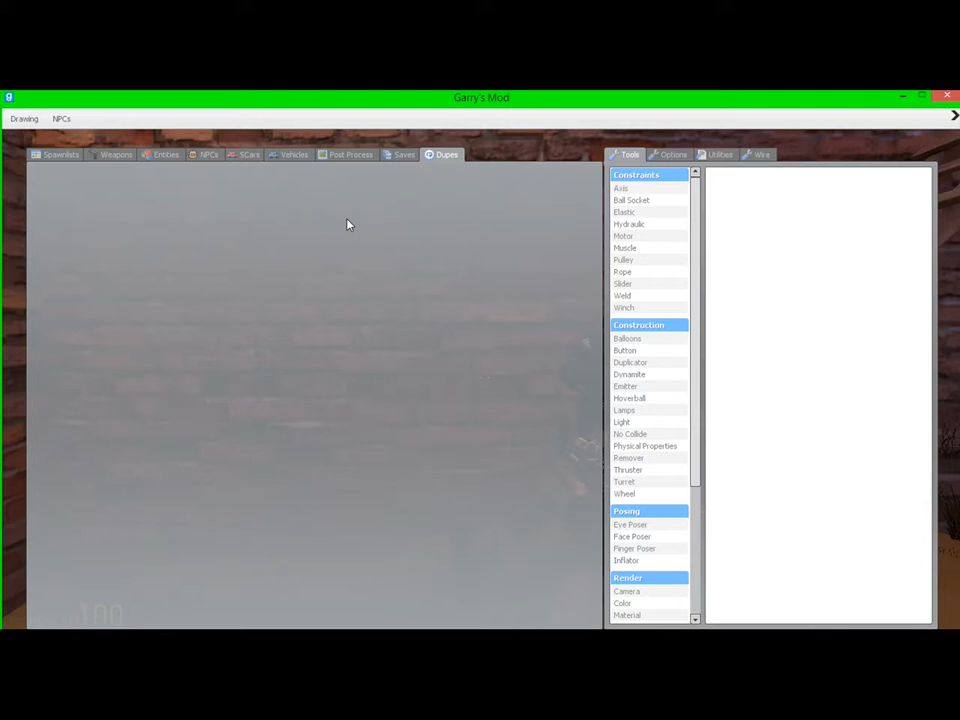 Garry's Mod
Drawing NPCs
Spawnlists Weapons Entities NPCs SCars Vehicles Post Process Saves Dupes
Tools Options Utilities Wire
Constraints
Axis
Ball Socket
Elastic
Hydraulic
Motor
Muscle
Pulley
Rope
Slider
Weld
Winch
Construction
Balloons
Button
Duplicator
Dynamite
Emitter
Hoverball
Lamps
Light
No Collide
Physical Properties
Remover
Thruster
Turret
Wheel
Posing
Eye Poser
Face Poser
Finger Poser
Inflator
Render
Camera
Color
Material
100